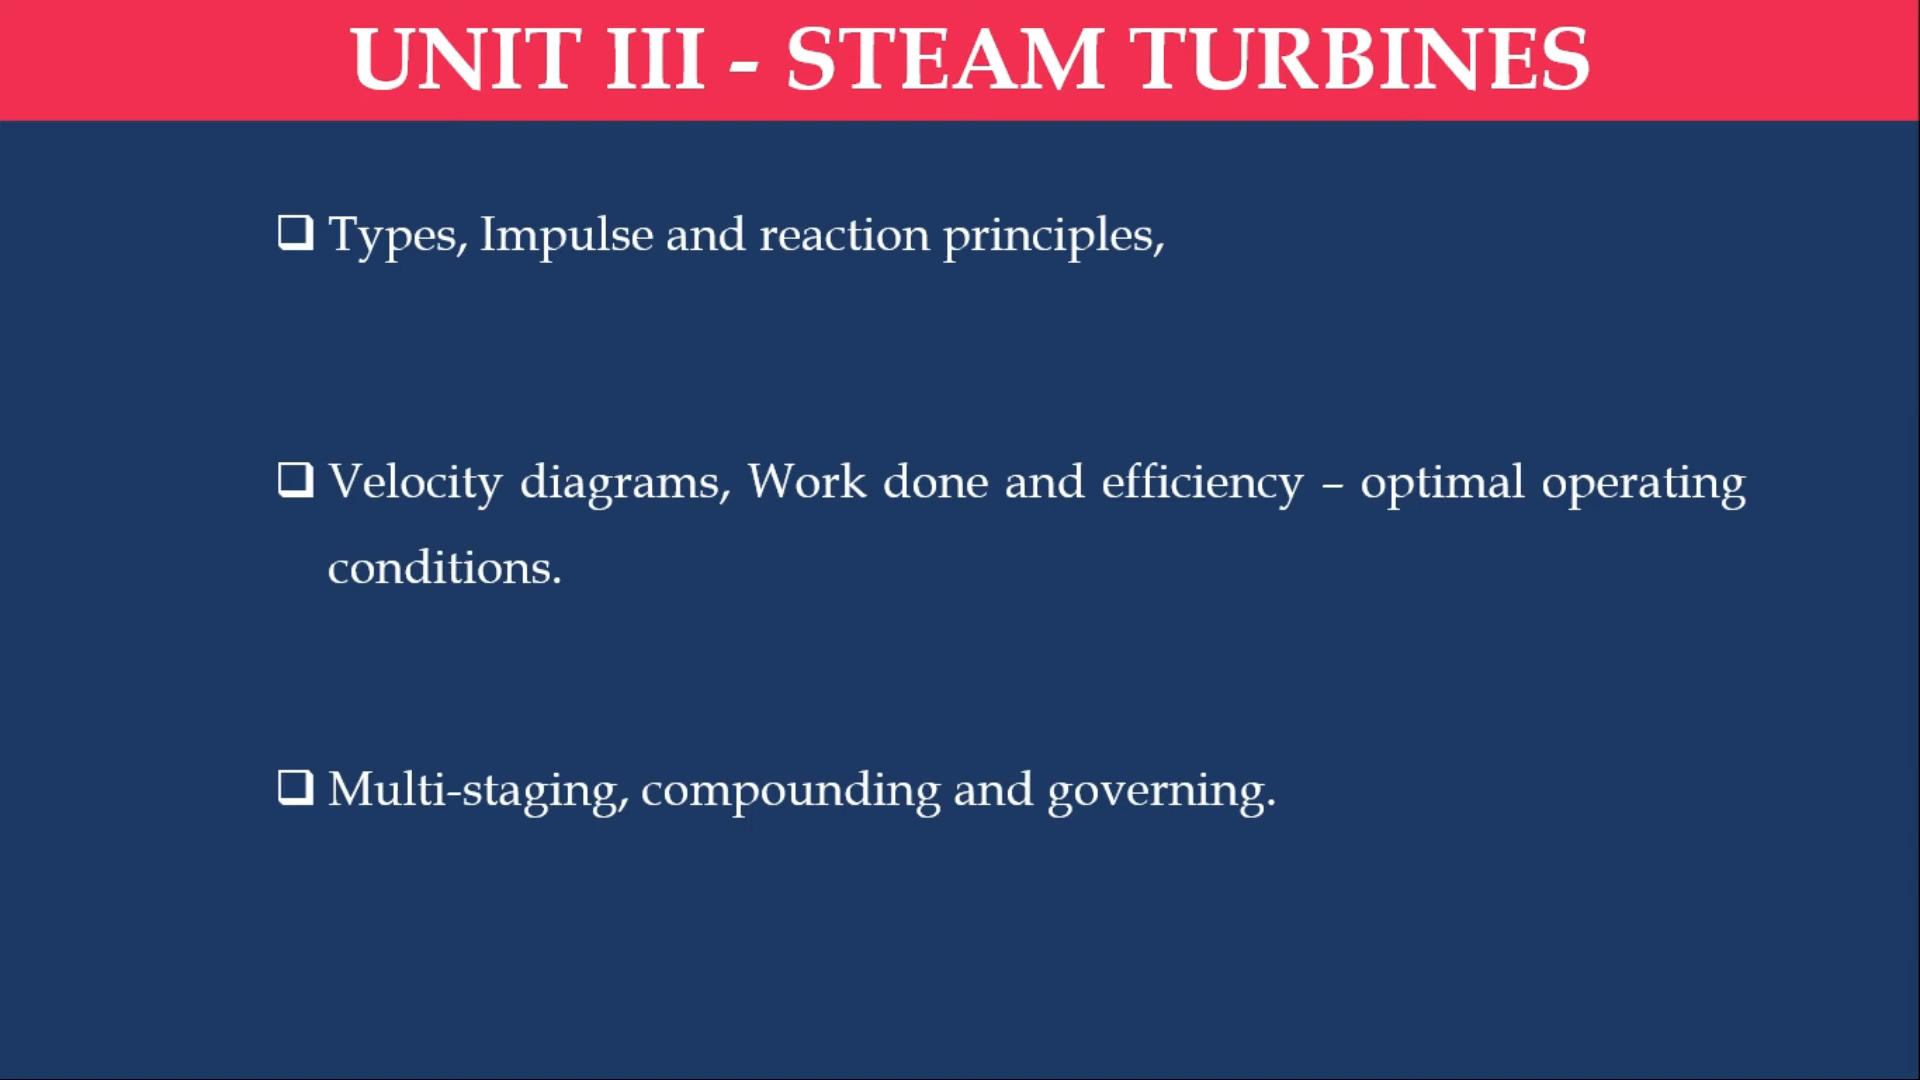 UNIT III - STEAM TURBINES
❑ Types, Impulse and reaction principles,
❑ Velocity diagrams, Work done and efficiency – optimal operating
conditions.
❑ Multi-staging, compounding and governing.